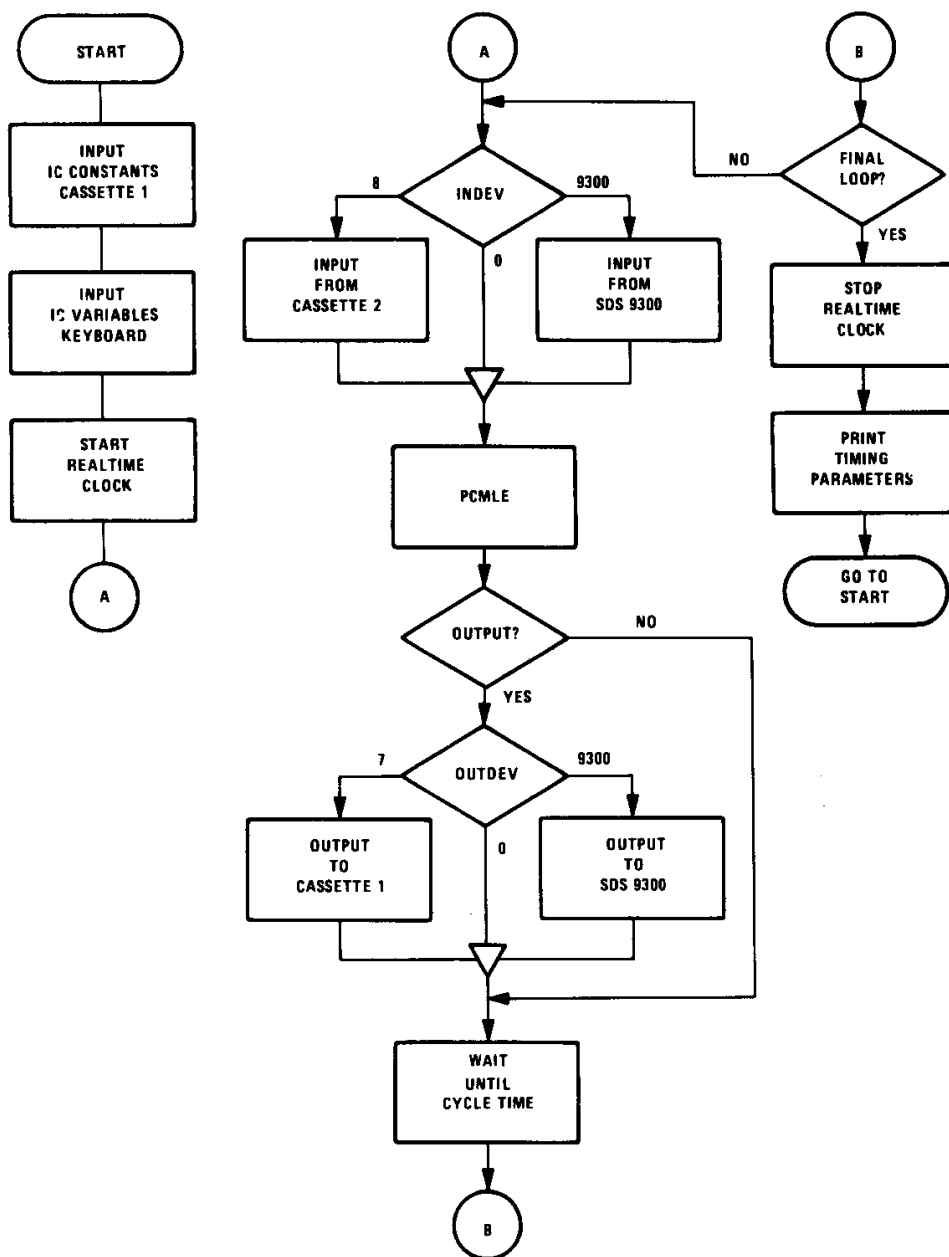 START
INPUT
IC CONSTANTS
CASSETTE 1
INPUT
IC VARIABLES
KEYBOARD
START
REALTIME
CLOCK
A
A
INDEV
8
9300
0
INPUT
FROM
CASSETTE 2
INPUT
FROM
SDS 9300
PCMLE
OUTPUT?
NO
YES
OUTDEV
7
9300
0
OUTPUT
TO
CASSETTE 1
OUTPUT
TO
SDS 9300
WAIT
UNTIL
CYCLE TIME
B
B
FINAL
LOOP?
NO
YES
STOP
REALTIME
CLOCK
PRINT
TIMING
PARAMETERS
GO TO
START